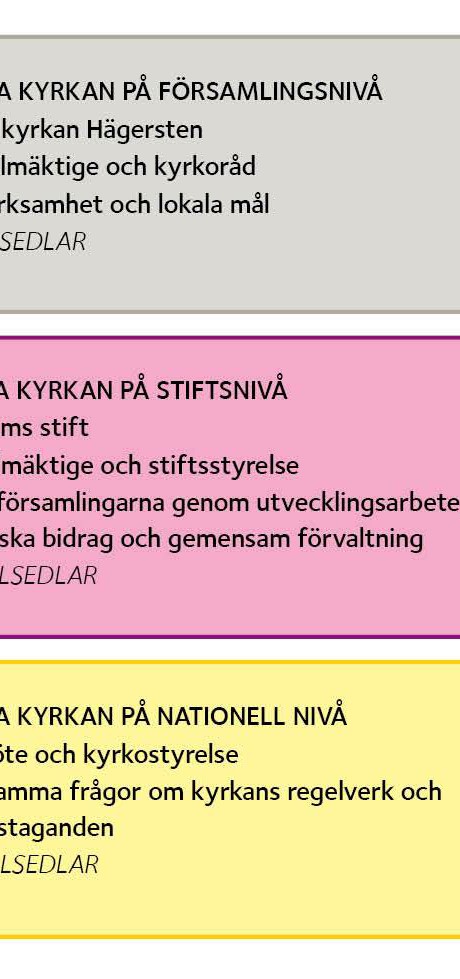 A KYRKAN PÅ FÖRSAMLINGSNIVÅ
kyrkan Hägersten
lmäktige och kyrkoråd
rksamhet och lokala mål
SEDLAR
A KYRKAN PÅ STIFTSNIVÅ
ms stift
mäktige och stiftsstyrelse
församlingarna genom utvecklingsarbete
ska bidrag och gemensam förvaltning
LSEDLAR
A KYRKAN PÅ NATIONELL NIVÅ
öte och kyrkostyrelse
amma frågor om kyrkans regelverk och
staganden
LSEDLAR